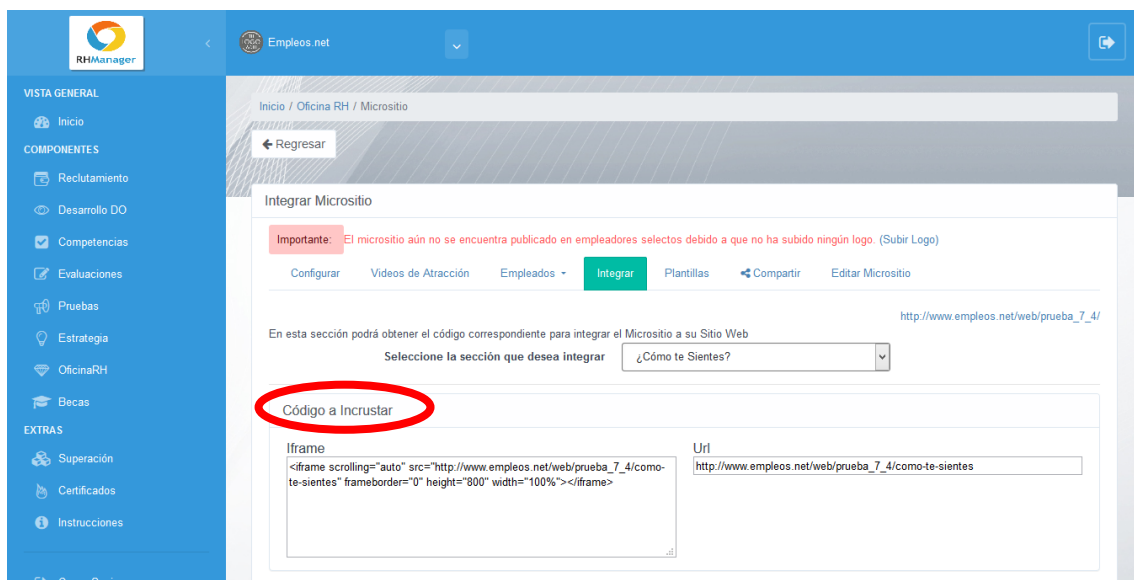 RHManager
Empleos.net
VISTA GENERAL
Inicio
COMPONENTES
Reclutamiento
Desarrollo DO
Competencias
Evaluaciones
Pruebas
Estrategia
OficinaRH
Becas
EXTRAS
Superación
Certificados
Instrucciones
Inicio / Oficina RH / Micrositio
Regresar
Integrar Micrositio
Importante: El micrositio aún no se encuentra publicado en empleadores selectos debido a que no ha subido ningún logo. (Subir Logo)
Configurar Videos de Atracción Empleados Integrar Plantillas Compartir Editar Micrositio
http://www.empleos.net/web/prueba_7_4/
En esta sección podrá obtener el código correspondiente para integrar el Micrositio a su Sitio Web
Seleccione la sección que desea integrar ¿Cómo te Sientes?
Código a Incrustar
Iframe
<iframe scrolling="auto" src="http://www.empleos.net/web/prueba_7_4/como-
te-sientes" frameborder="0" height="800" width="100%"></iframe>
Url
http://www.empleos.net/web/prueba_7_4/como-te-sientes